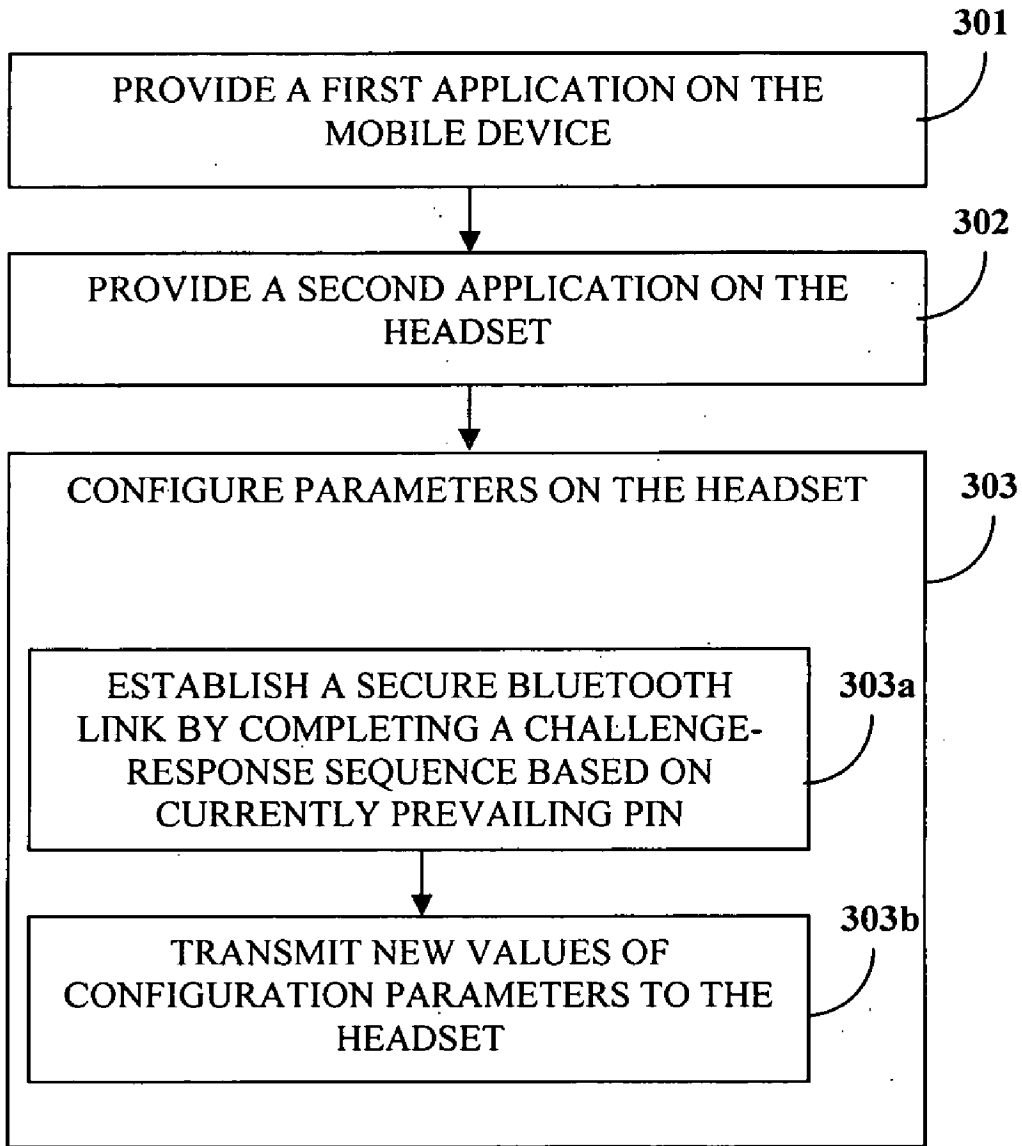 301
PROVIDE A FIRST APPLICATION ON THE
MOBILE DEVICE
302
PROVIDE A SECOND APPLICATION ON THE
HEADSET
CONFIGURE PARAMETERS ON THE HEADSET
303
ESTABLISH A SECURE BLUETOOTH
LINK BY COMPLETING A CHALLENGE-
RESPONSE SEQUENCE BASED ON
CURRENTLY PREVAILING PIN
303a
TRANSMIT NEW VALUES OF
CONFIGURATION PARAMETERS TO THE
HEADSET
303b